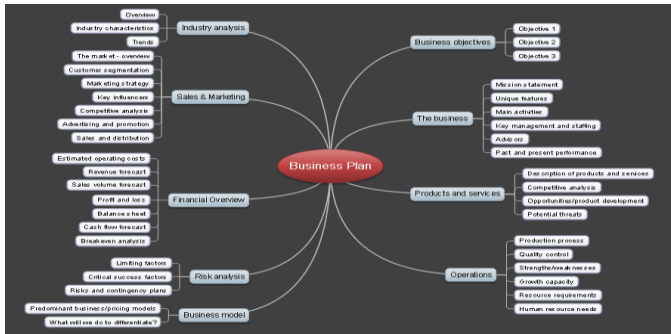 Business Plan
Industry analysis
Overview
Industry characteristics
Trends
Sales & Marketing
The market - overview
Customer segmentation
Marketing strategy
Key influencers
Competitive analysis
Advertising and promotion
Sales and distribution
Financial Overview
Estimated operating costs
Revenue forecast
Sales volume forecast
Profit and loss
Balance sheet
Cash flow forecast
Breakeven analysis
Risk analysis
Limiting factors
Critical success factors
Risks and contingency plans
Business model
Predominant business/pricing models
What will we do to differentiate?
Business objectives
Objective 1
Objective 2
Objective 3
The business
Mission statement
Unique features
Main activities
Key management and staffing
Advisors
Past and present performance
Products and services
Description of products and services
Competitive analysis
Opportunities/product development
Potential threats
Operations
Production process
Quality control
Strengths/weaknesses
Growth capacity
Resource requirements
Human resource needs